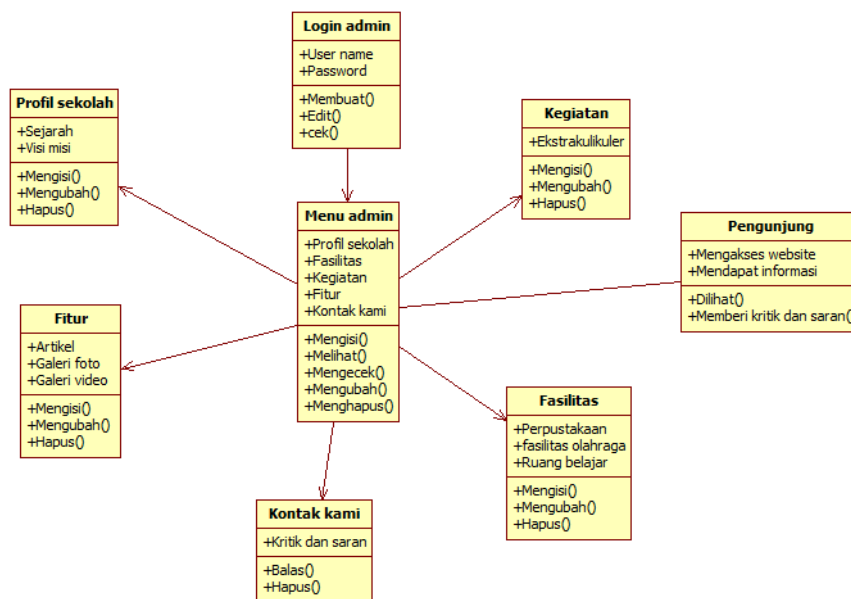 Login admin
+User name
+Password
+Membuat()
+Edit()
+cek()
Profil sekolah
+Sejarah
+Visi misi
+Mengisi()
+Mengubah()
+Hapus()
Kegiatan
+Ekstrakulikuler
+Mengisi()
+Mengubah()
+Hapus()
Menu admin
+Profil sekolah
+Fasilitas
+Kegiatan
+Fitur
+Kontak kami
+Mengisi()
+Melihat()
+Mengecek()
+Mengubah()
+Menghapus()
Pengunjung
+Mengakses website
+Mendapat informasi
+Dilihat()
+Memberi kritik dan saran()
Fitur
+Artikel
+Galeri foto
+Galeri video
+Mengisi()
+Mengubah()
+Hapus()
Fasilitas
+Perpustakaan
+fasilitas olahraga
+Ruang belajar
+Mengisi()
+Mengubah()
+Hapus()
Kontak kami
+Kritik dan saran
+Balas()
+Hapus()